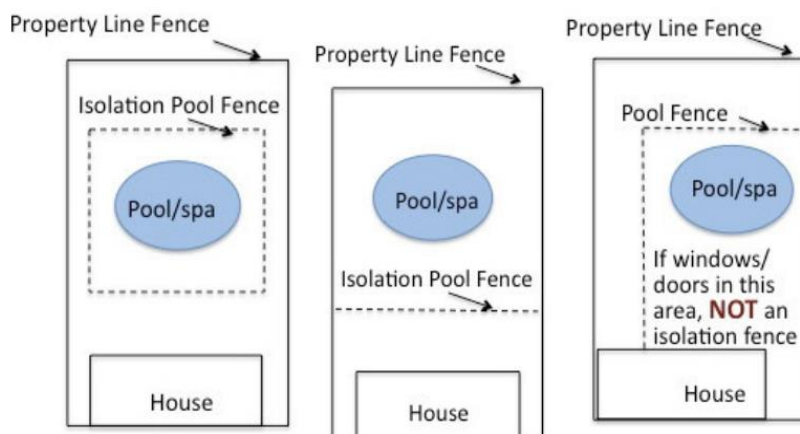 Property Line Fence
Isolation Pool Fence
Pool/spa
House
Property Line Fence
Pool/spa
Isolation Pool Fence
House
Property Line Fence
Pool Fence
Pool/spa
If windows/
doors in this
area, NOT an
isolation fence
House